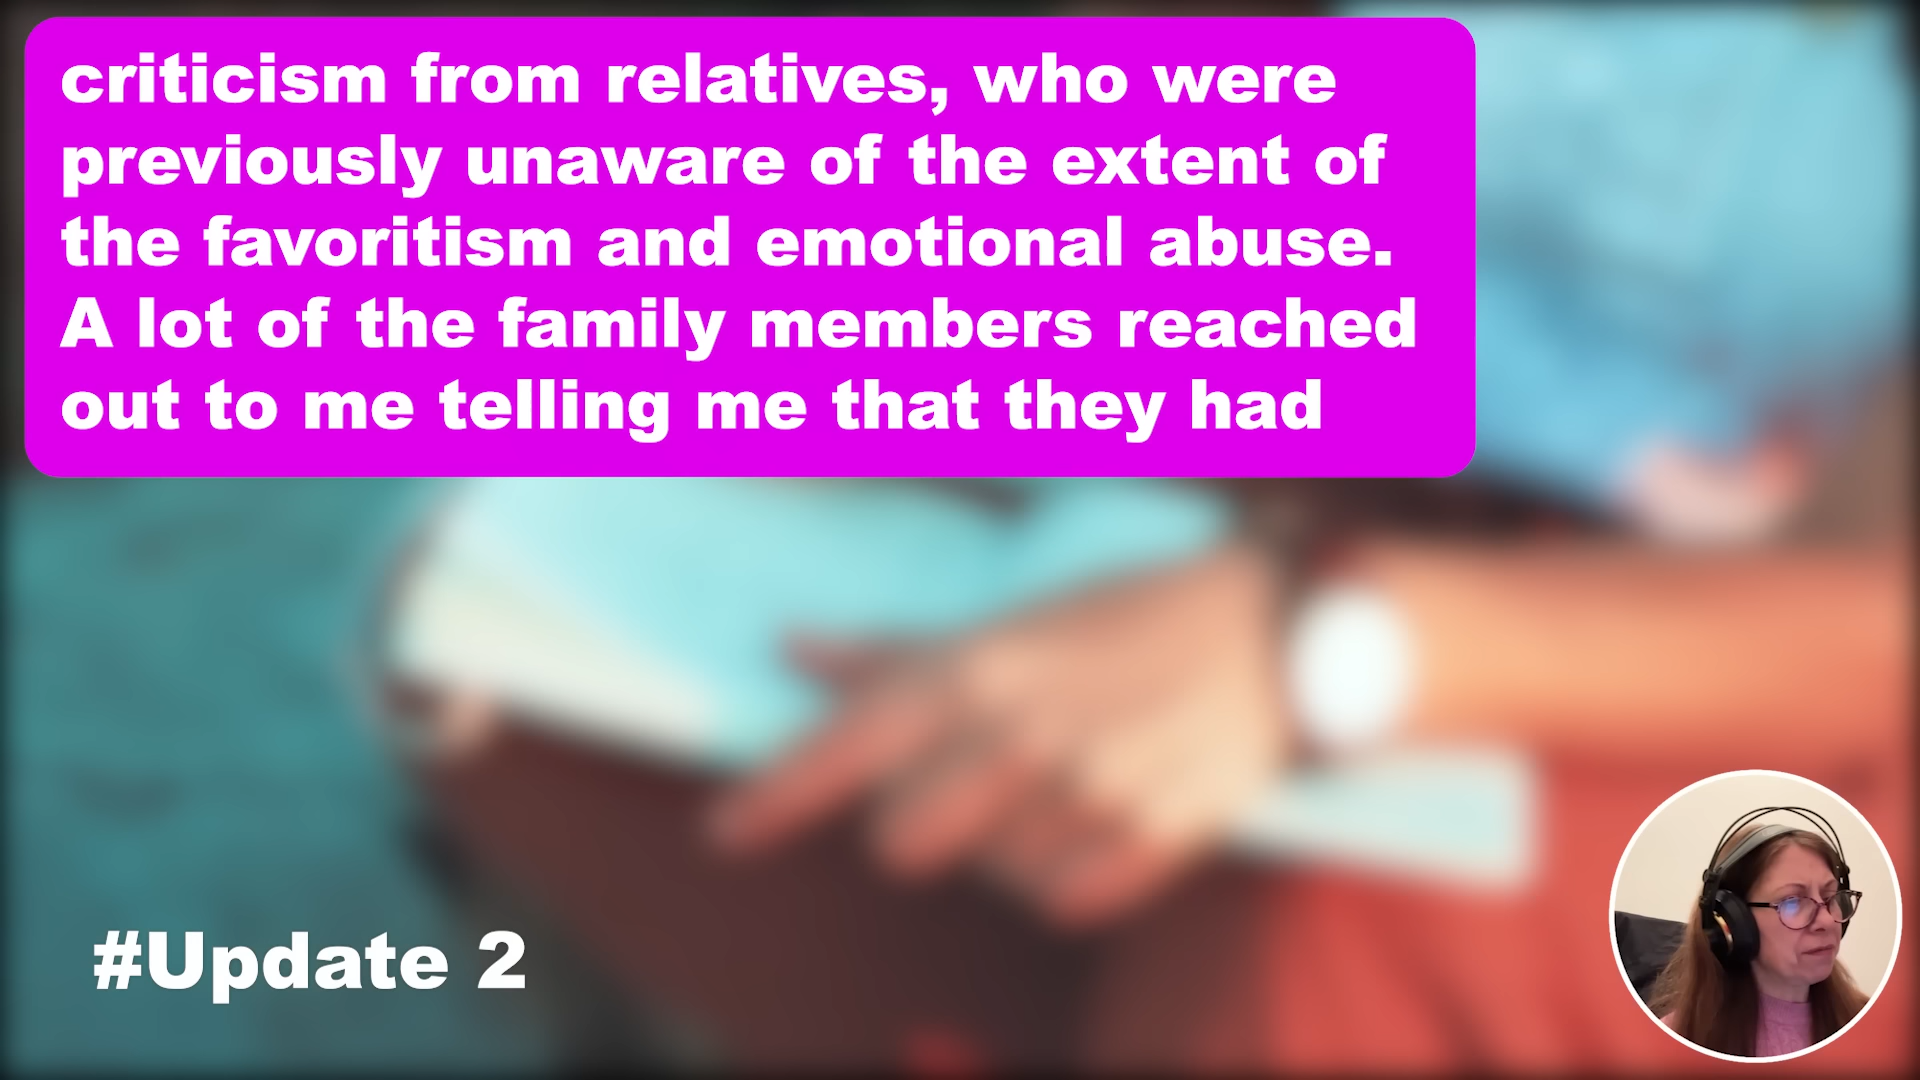 criticism from relatives, who were
previously unaware of the extent of
the favoritism and emotional abuse.
A lot of the family members reached
out to me telling me that they had
#Update 2